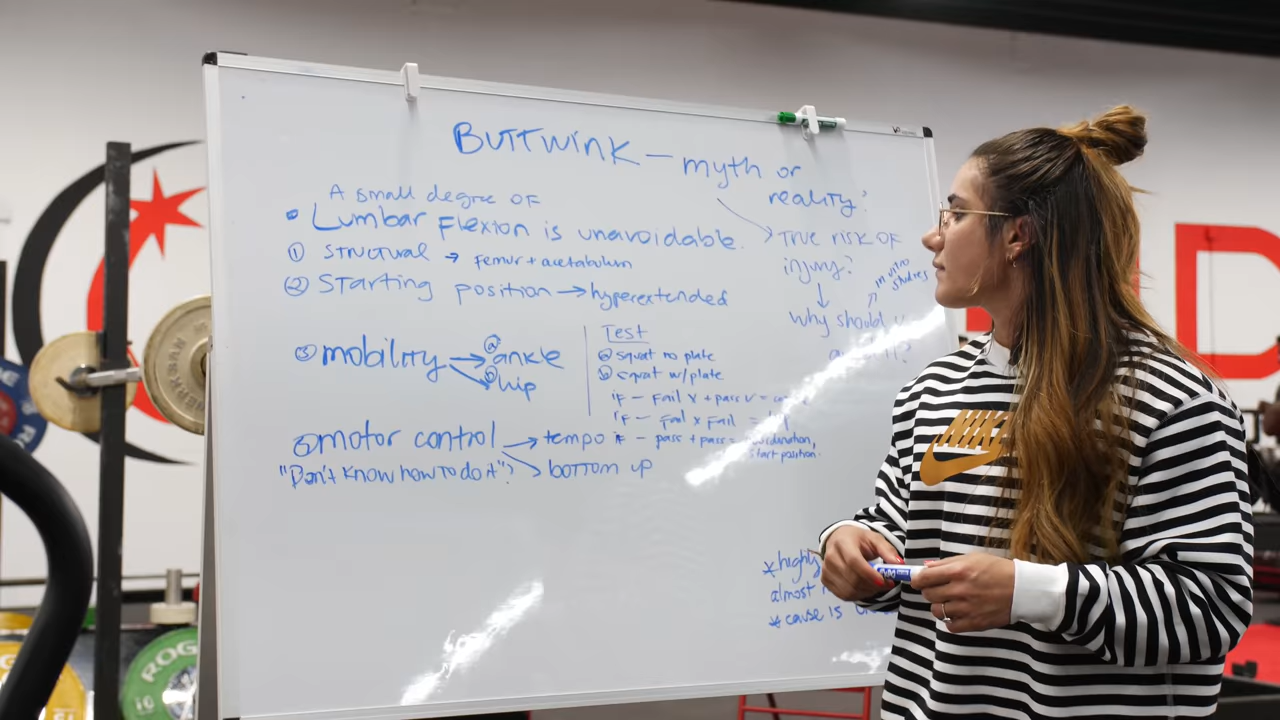 BUTTWINK — myth or
reality?
A small degree of
• Lumbar Flexion is unavoidable.
① Structural → femur + acetabulum
② Starting position → hyperextended
③ mobility → ⓐ ankle
ⓑ hip
Test
ⓐ squat no plate
ⓑ squat w/plate
if - Fail x + pass v =
if - Fail x Fail =
if - pass + pass = coordination,
start position.
motor control → tempo
"Don't know how to do it"? → bottom up
True risk of
injury?
in vitro
studies
why should
* highly
almost
* cause is
NIKE
ROGUE
10